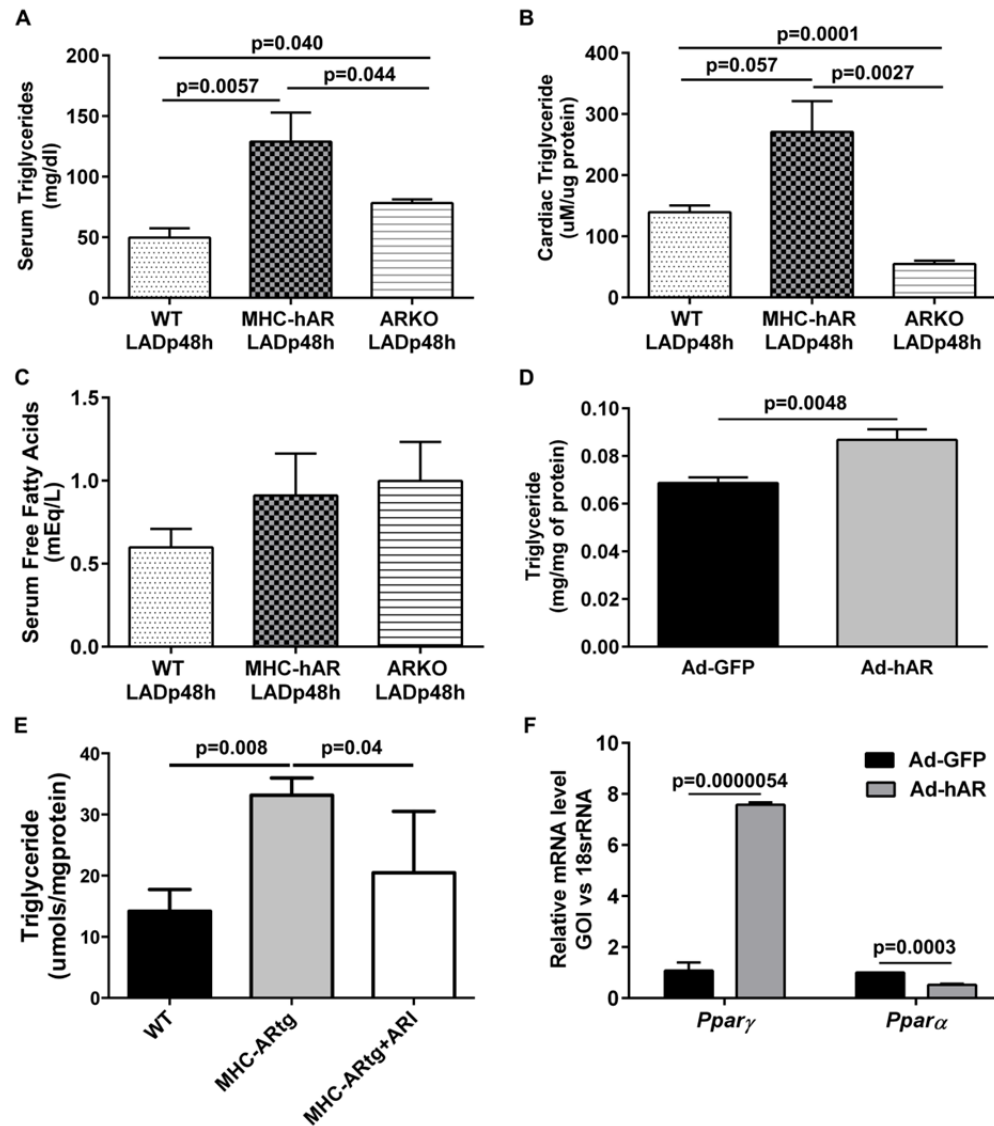 A
p=0.040
p=0.0057
p=0.044
Serum Triglycerides
(mg/dl)
200
150
100
50
0
WT
LADp48h
MHC-hAR
LADp48h
ARKO
LADp48h
B
p=0.0001
p=0.057
p=0.0027
Cardiac Triglyceride
(uM/ug protein)
400
300
200
100
0
WT
LADp48h
MHC-hAR
LADp48h
ARKO
LADp48h
C
Serum Free Fatty Acids
(mEq/L)
1.5
1.0
0.5
0.0
WT
LADp48h
MHC-hAR
LADp48h
ARKO
LADp48h
D
p=0.0048
Triglyceride
(mg/mg of protein)
0.10
0.08
0.06
0.04
0.02
0.00
Ad-GFP
Ad-hAR
E
p=0.008
p=0.04
Triglyceride
(umols/mgprotein)
40
30
20
10
0
WT
MHC-ARtg
MHC-ARtg+ARI
F
Ad-GFP
Ad-hAR
p=0.0000054
p=0.0003
Relative mRNA level
GOI vs 18srRNA
10
8
6
4
2
0
Pparγ
Pparα